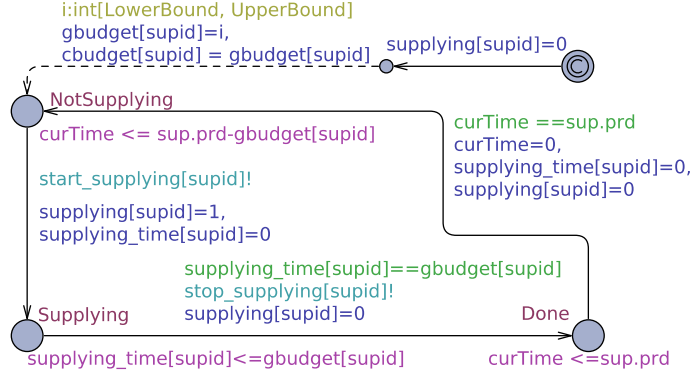 i:int[LowerBound, UpperBound]
gbudget[supid]=i,
cbudget[supid] = gbudget[supid]
supplying[supid]=0
C
NotSupplying
curTime <= sup.prd-gbudget[supid]
curTime ==sup.prd
curTime=0,
supplying_time[supid]=0,
supplying[supid]=0
start_supplying[supid]!
supplying[supid]=1,
supplying_time[supid]=0
supplying_time[supid]==gbudget[supid]
stop_supplying[supid]!
supplying[supid]=0
Supplying
Done
supplying_time[supid]<=gbudget[supid]
curTime <=sup.prd